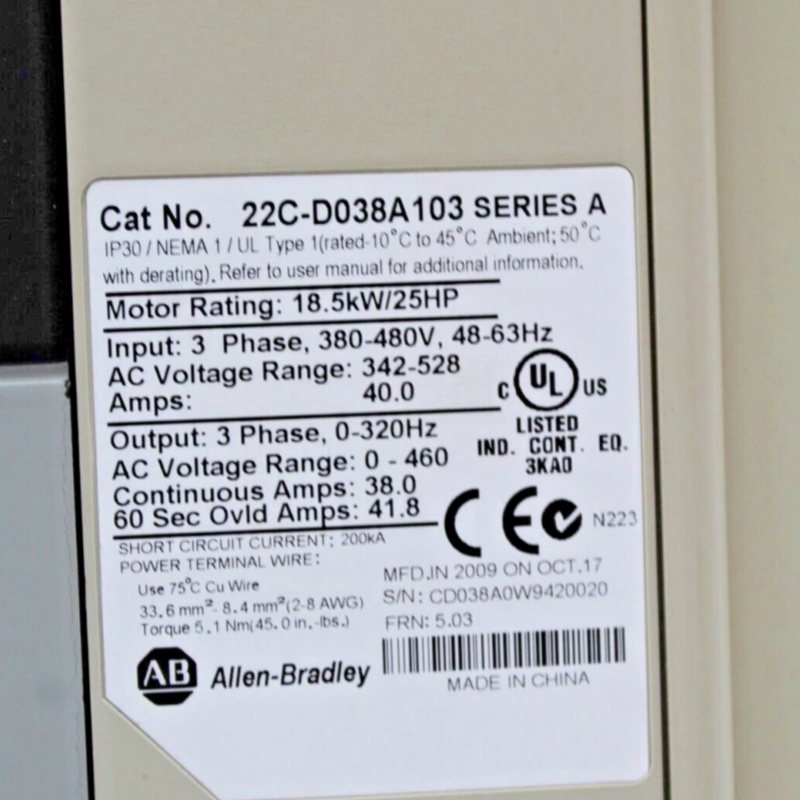 Cat No. 22C-D038A103 SERIES A
IP30 / NEMA 1 / UL Type 1(rated-10°C to 45°C Ambient; 50°C
with derating). Refer to user manual for additional information.
Motor Rating: 18.5kW/25HP
Input: 3 Phase, 380-480V, 48-63Hz
AC Voltage Range: 342-528
Amps: 40.0
C UL US
LISTED
IND. CONT. EQ.
3KA0
Output: 3 Phase, 0-320Hz
AC Voltage Range: 0 - 460
Continuous Amps: 38.0
60 Sec Ovld Amps: 41.8
CE N223
SHORT CIRCUIT CURRENT: 200kA
POWER TERMINAL WIRE:
Use 75°C Cu Wire
33.6 mm²- 8.4 mm²(2-8 AWG)
Torque 5.1 Nm(45.0 in.-lbs.)
MFD.IN 2009 ON OCT.17
S/N: CD038A0W9420020
FRN: 5.03
AB Allen-Bradley
MADE IN CHINA